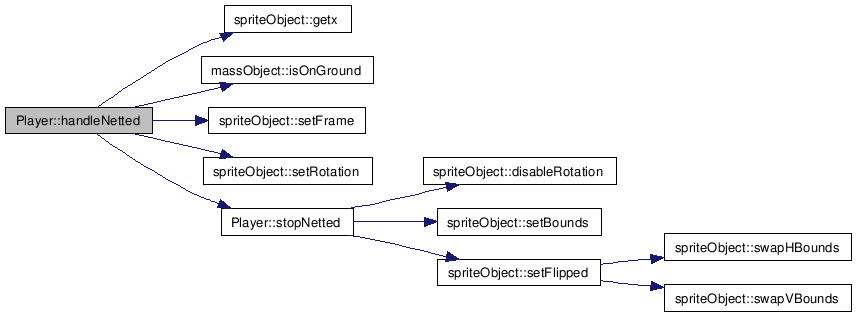 spriteObject::getx
massObject::isOnGround
Player::handleNetted
spriteObject::setFrame
spriteObject::setRotation
spriteObject::disableRotation
Player::stopNetted
spriteObject::setBounds
spriteObject::swapHBounds
spriteObject::setFlipped
spriteObject::swapVBounds